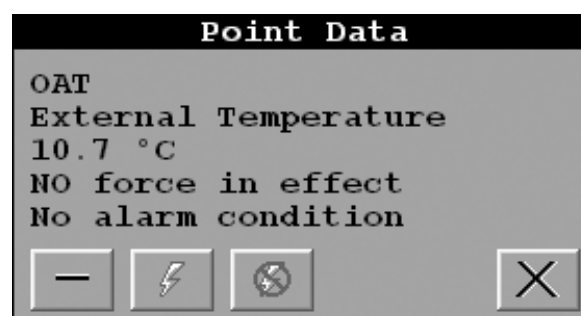 Point Data
OAT
External Temperature
10.7 °C
NO force in effect
No alarm condition